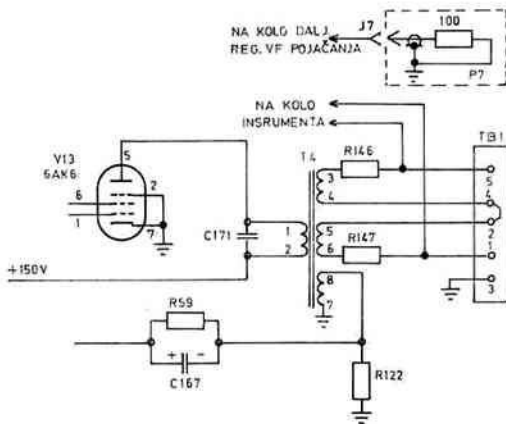 NA KOLO DALJ.
REG. VF POJAČANJA
J7
100
P7
NA KOLO
INSRUMENTA
TB1
V13
6AK6
5
6
1
2
7
T4
R146
3
4
5
4
2
1
3
C171
1
2
5
6
R147
8
7
+150V
R59
+ -
C167
R122